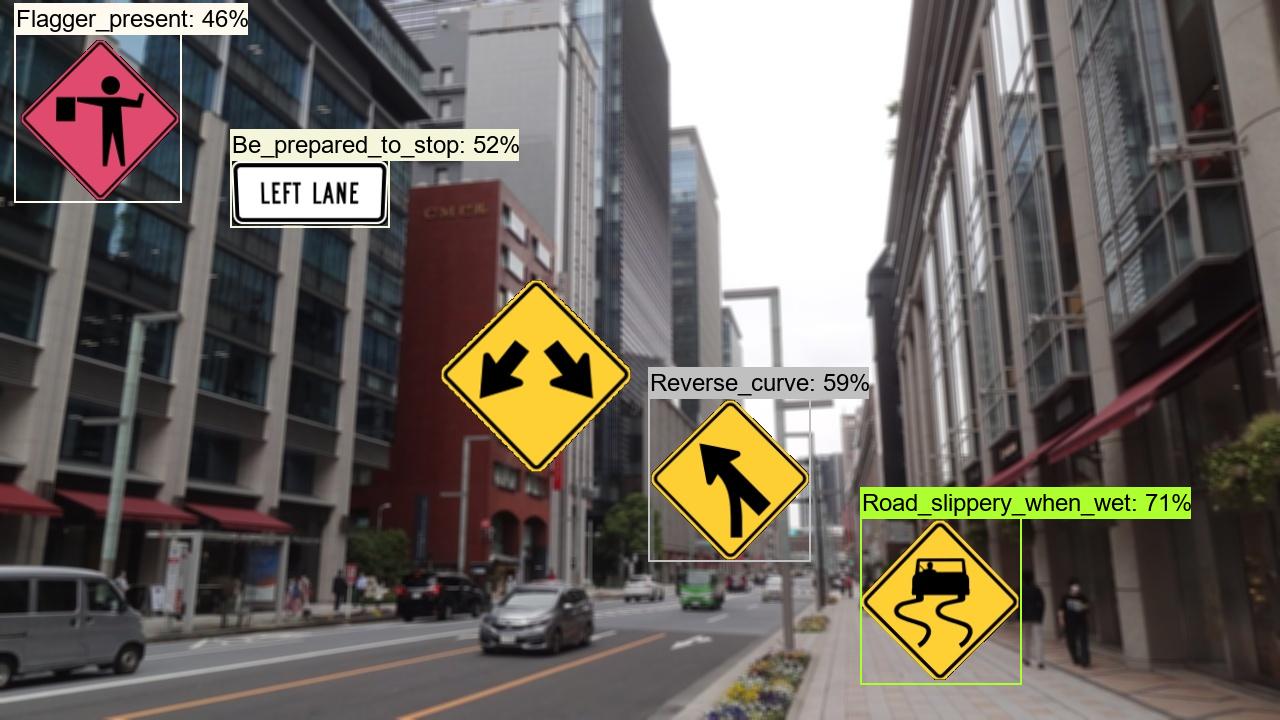 Flagger_present: 46%
Be_prepared_to_stop: 52%
LEFT LANE
Reverse_curve: 59%
Road_slippery_when_wet: 71%